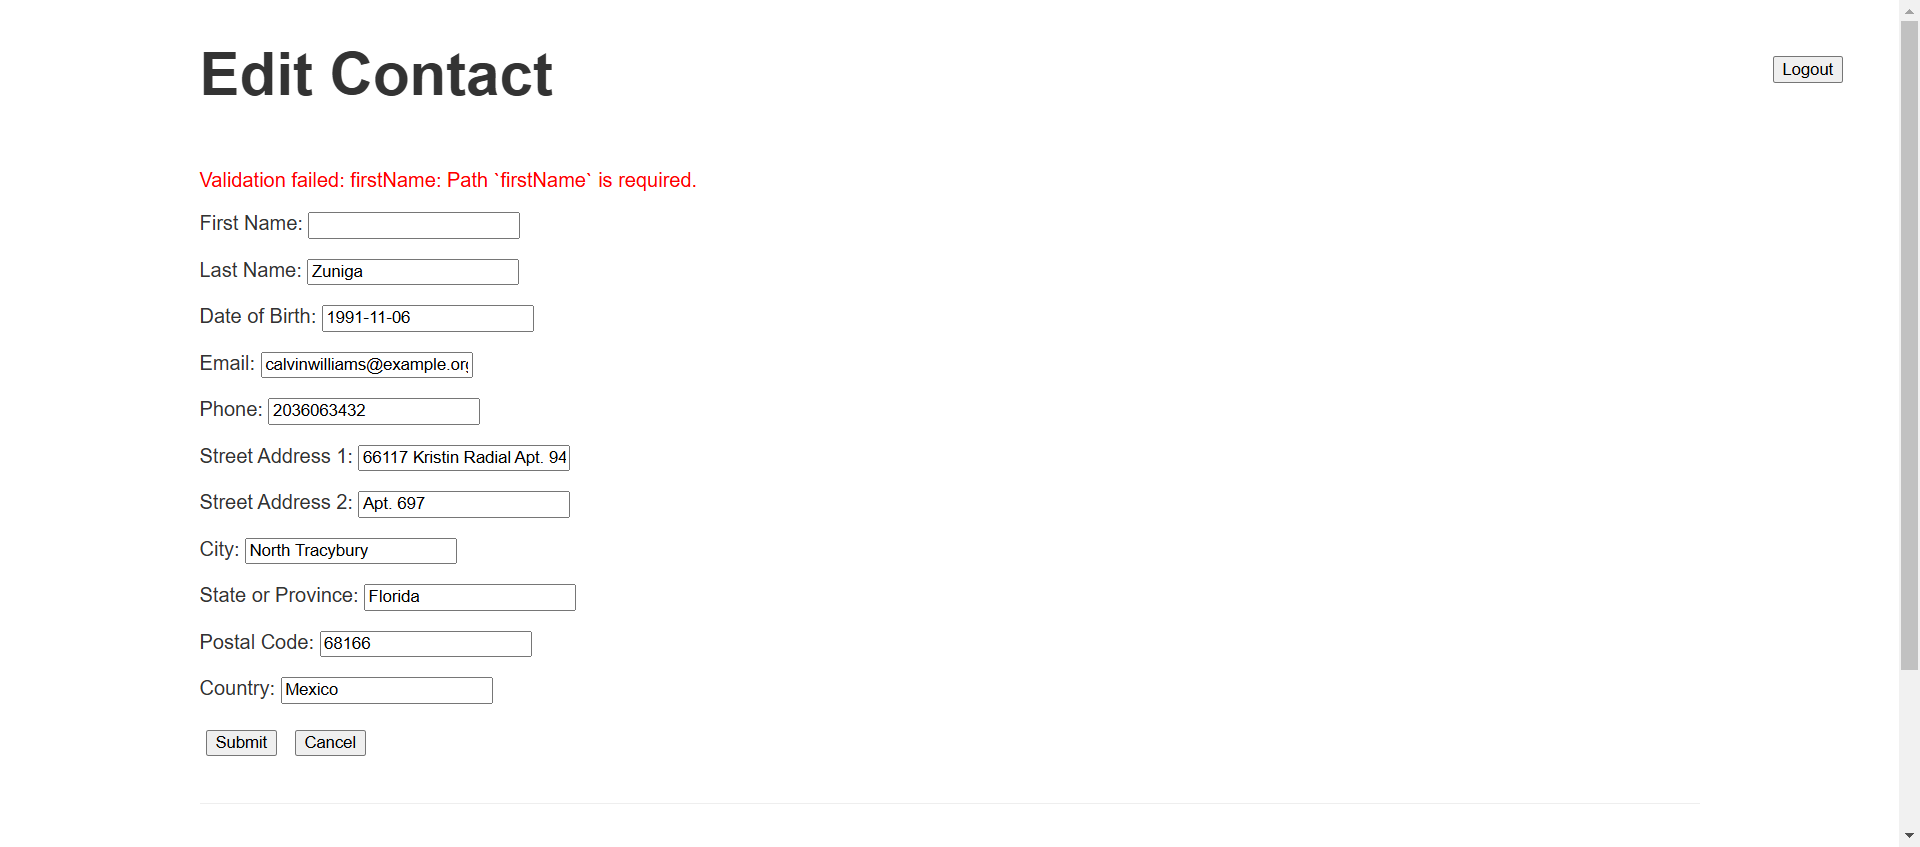 Edit Contact
Logout
Validation failed: firstName: Path `firstName` is required.
First Name:
Last Name: Zuniga
Date of Birth: 1991-11-06
Email: calvinwilliams@example.org
Phone: 2036063432
Street Address 1: 66117 Kristin Radial Apt. 94
Street Address 2: Apt. 697
City: North Tracybury
State or Province: Florida
Postal Code: 68166
Country: Mexico
Submit Cancel